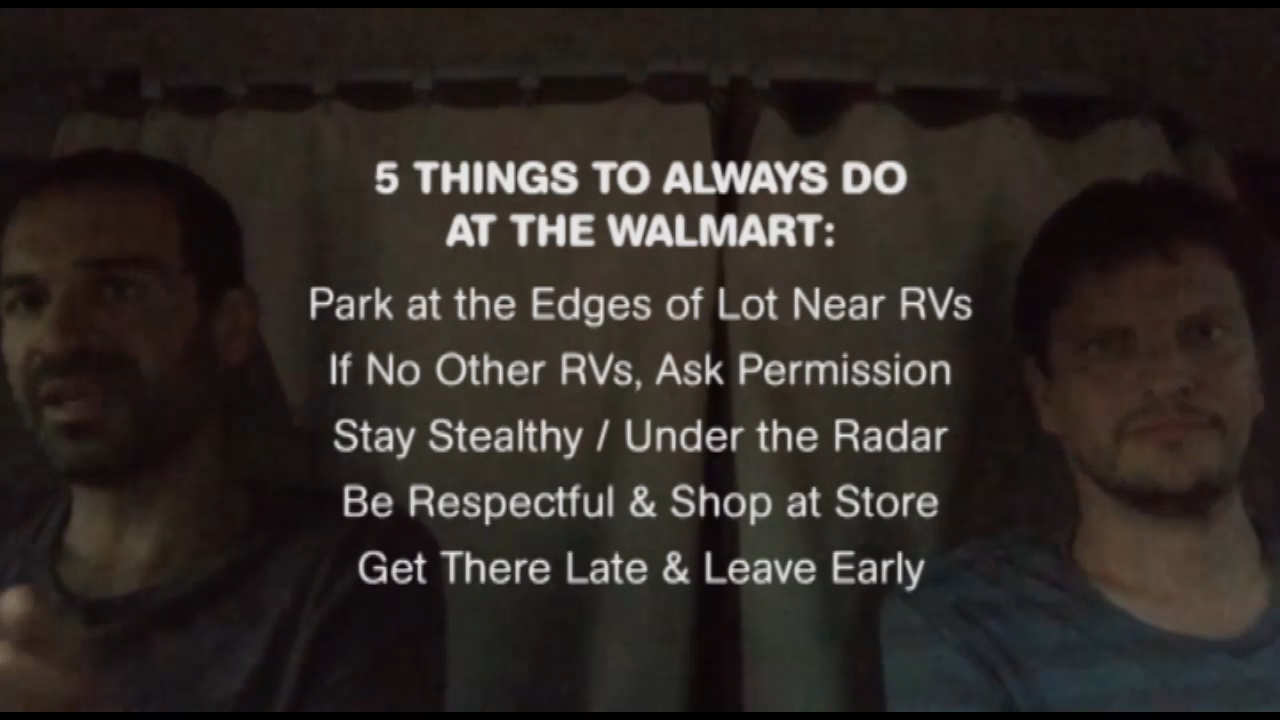 5 THINGS TO ALWAYS DO
AT THE WALMART:
Park at the Edges of Lot Near RVs
If No Other RVs, Ask Permission
Stay Stealthy / Under the Radar
Be Respectful & Shop at Store
Get There Late & Leave Early